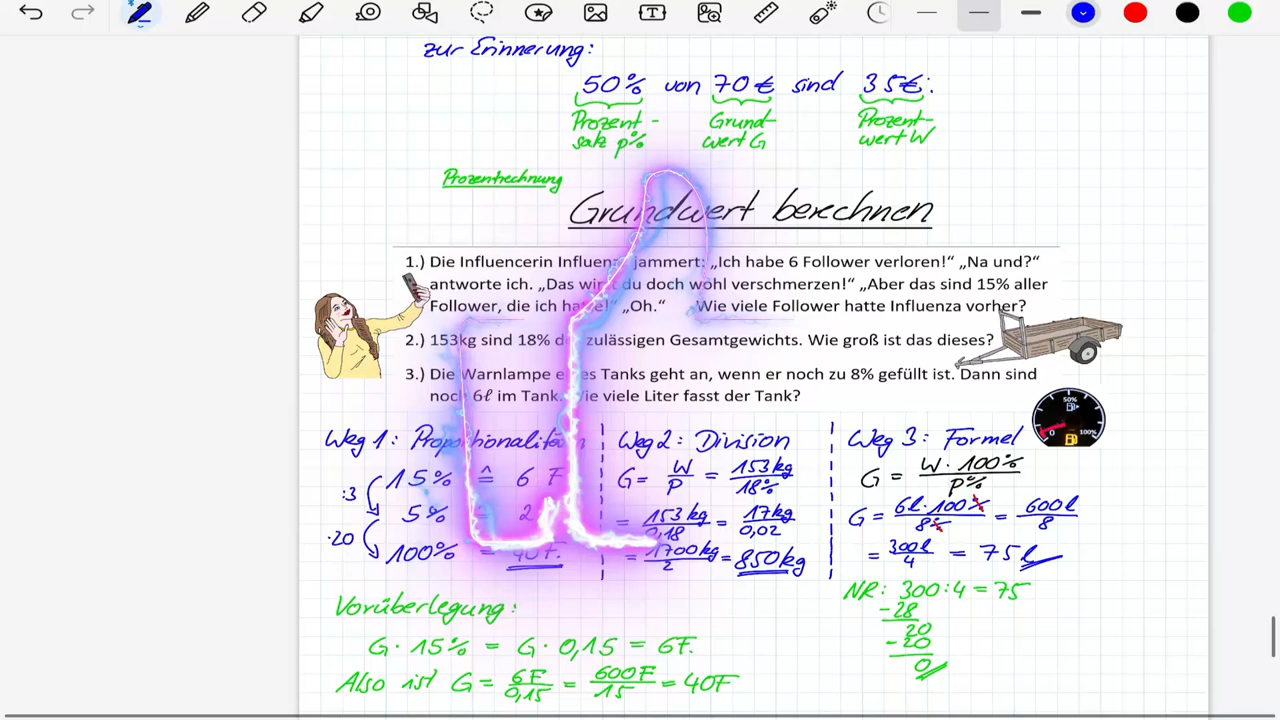 zur Erinnerung:
50% von 70€ sind 35€:
Prozent- Grund- Prozent-
satz p% wert G wert W
Prozentrechnung
Grundwert berechnen
1.) Die Influencerin Influenza jammert: „Ich habe 6 Follower verloren!“ „Na und?“
antworte ich. „Das wirst du doch wohl verschmerzen!“ „Aber das sind 15% aller
Follower, die ich hatte!“ „Oh.“ Wie viele Follower hatte Influenza vorher?
2.) 153kg sind 18% des zulässigen Gesamtgewichts. Wie groß ist das dieses?
3.) Die Warnlampe eines Tanks geht an, wenn er noch zu 8% gefüllt ist. Dann sind
noch 6ℓ im Tank. Wie viele Liter fasst der Tank?
50%
0 100%
Weg 1: Proportionalität
:3
·20
15% ≙ 6 F
5% = 2
100% = 40F.
Weg 2: Division
G = W/P = 153kg/18%
= 153kg/0,18 = 17kg/0,02
= 1700kg/2 = 850kg
Weg 3: Formel
G = W·100%/p%
G = 6l·100%/8% = 600l/8
= 300l/4 = 75l
NR: 300:4=75
-28
20
-20
0
Vorüberlegung:
G·15% = G·0,15 = 6F.
Also ist G = 6F/0,15 = 600F/15 = 40F